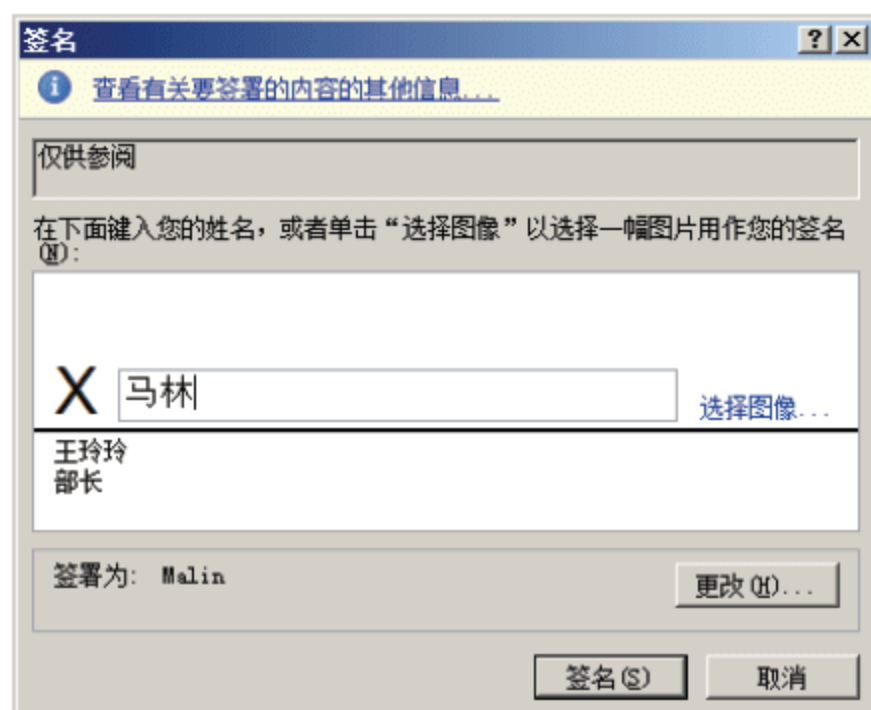 签名
查看有关要签署的内容的其他信息...
仅供参阅
在下面键入您的姓名，或者单击“选择图像”以选择一幅图片用作您的签名
(N)：
X 马林 选择图像...
王玲玲
部长
签署为： Malin 更改(H)...
签名(S) 取消